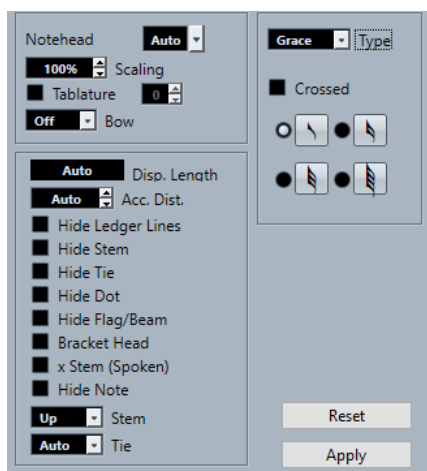 Notehead Auto
100% Scaling
Tablature 0
Off Bow
Auto Disp. Length
Auto Acc. Dist.
Hide Ledger Lines
Hide Stem
Hide Tie
Hide Dot
Hide Flag/Beam
Bracket Head
x Stem (Spoken)
Hide Note
Up Stem
Auto Tie
Grace Type
Crossed
Reset
Apply